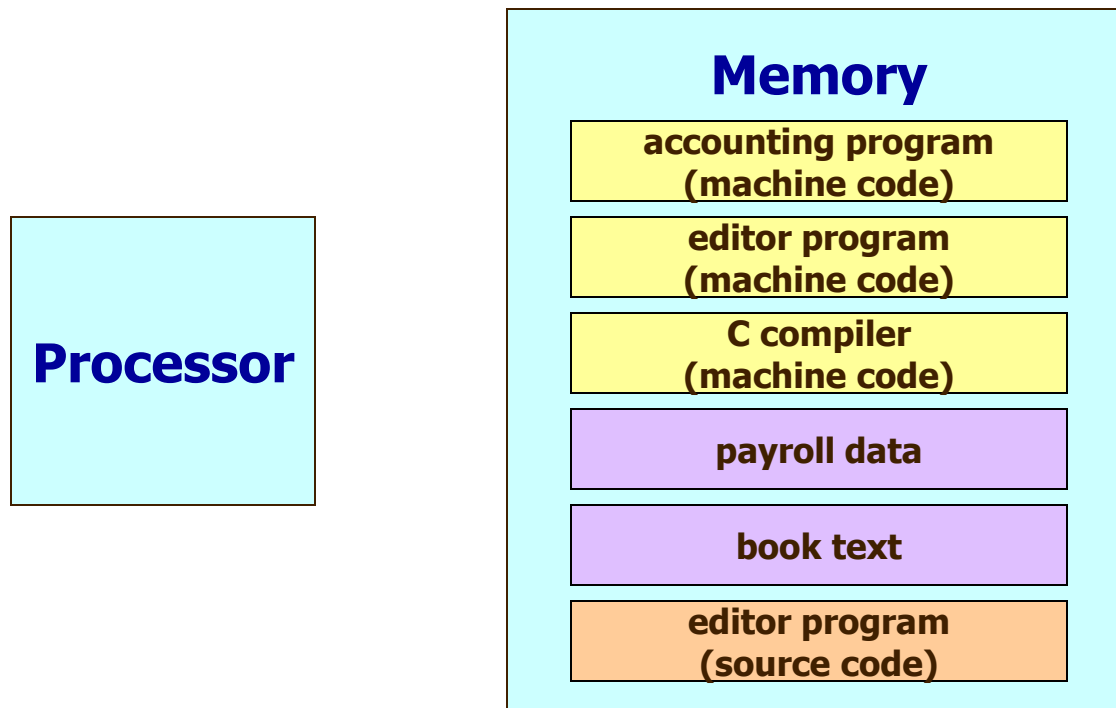 Memory
accounting program
(machine code)
editor program
(machine code)
C compiler
(machine code)
Processor
payroll data
book text
editor program
(source code)